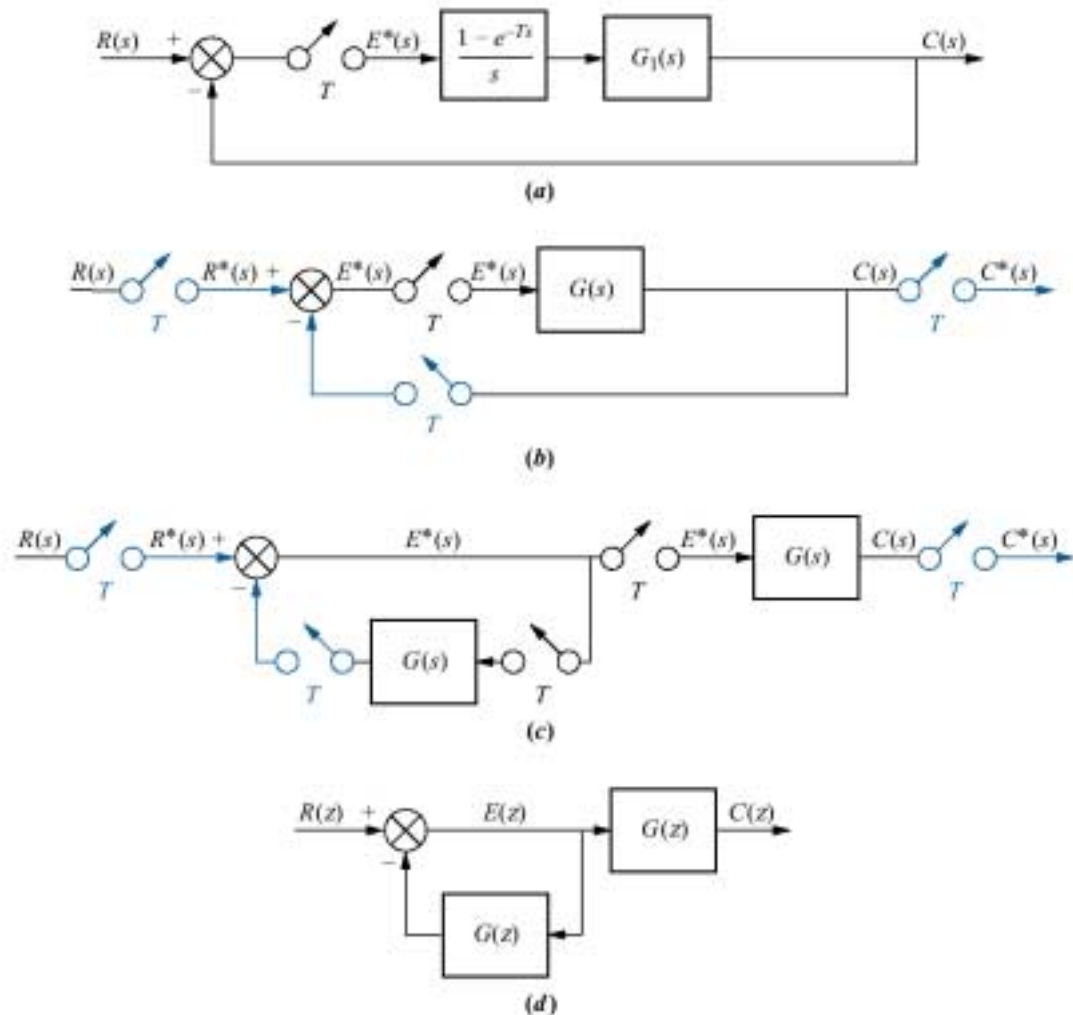 R(s) + E*(s) 1 − e^{−Ts} C(s)
s G₁(s)
− T
(a)
R(s) R*(s) + E*(s) E*(s) G(s) C(s) C*(s)
T − T T
T
(b)
R(s) R*(s) + E*(s) E*(s) G(s) C(s) C*(s)
T − T T
G(s)
T T
(c)
R(z) + E(z) G(z) C(z)
−
G(z)
(d)